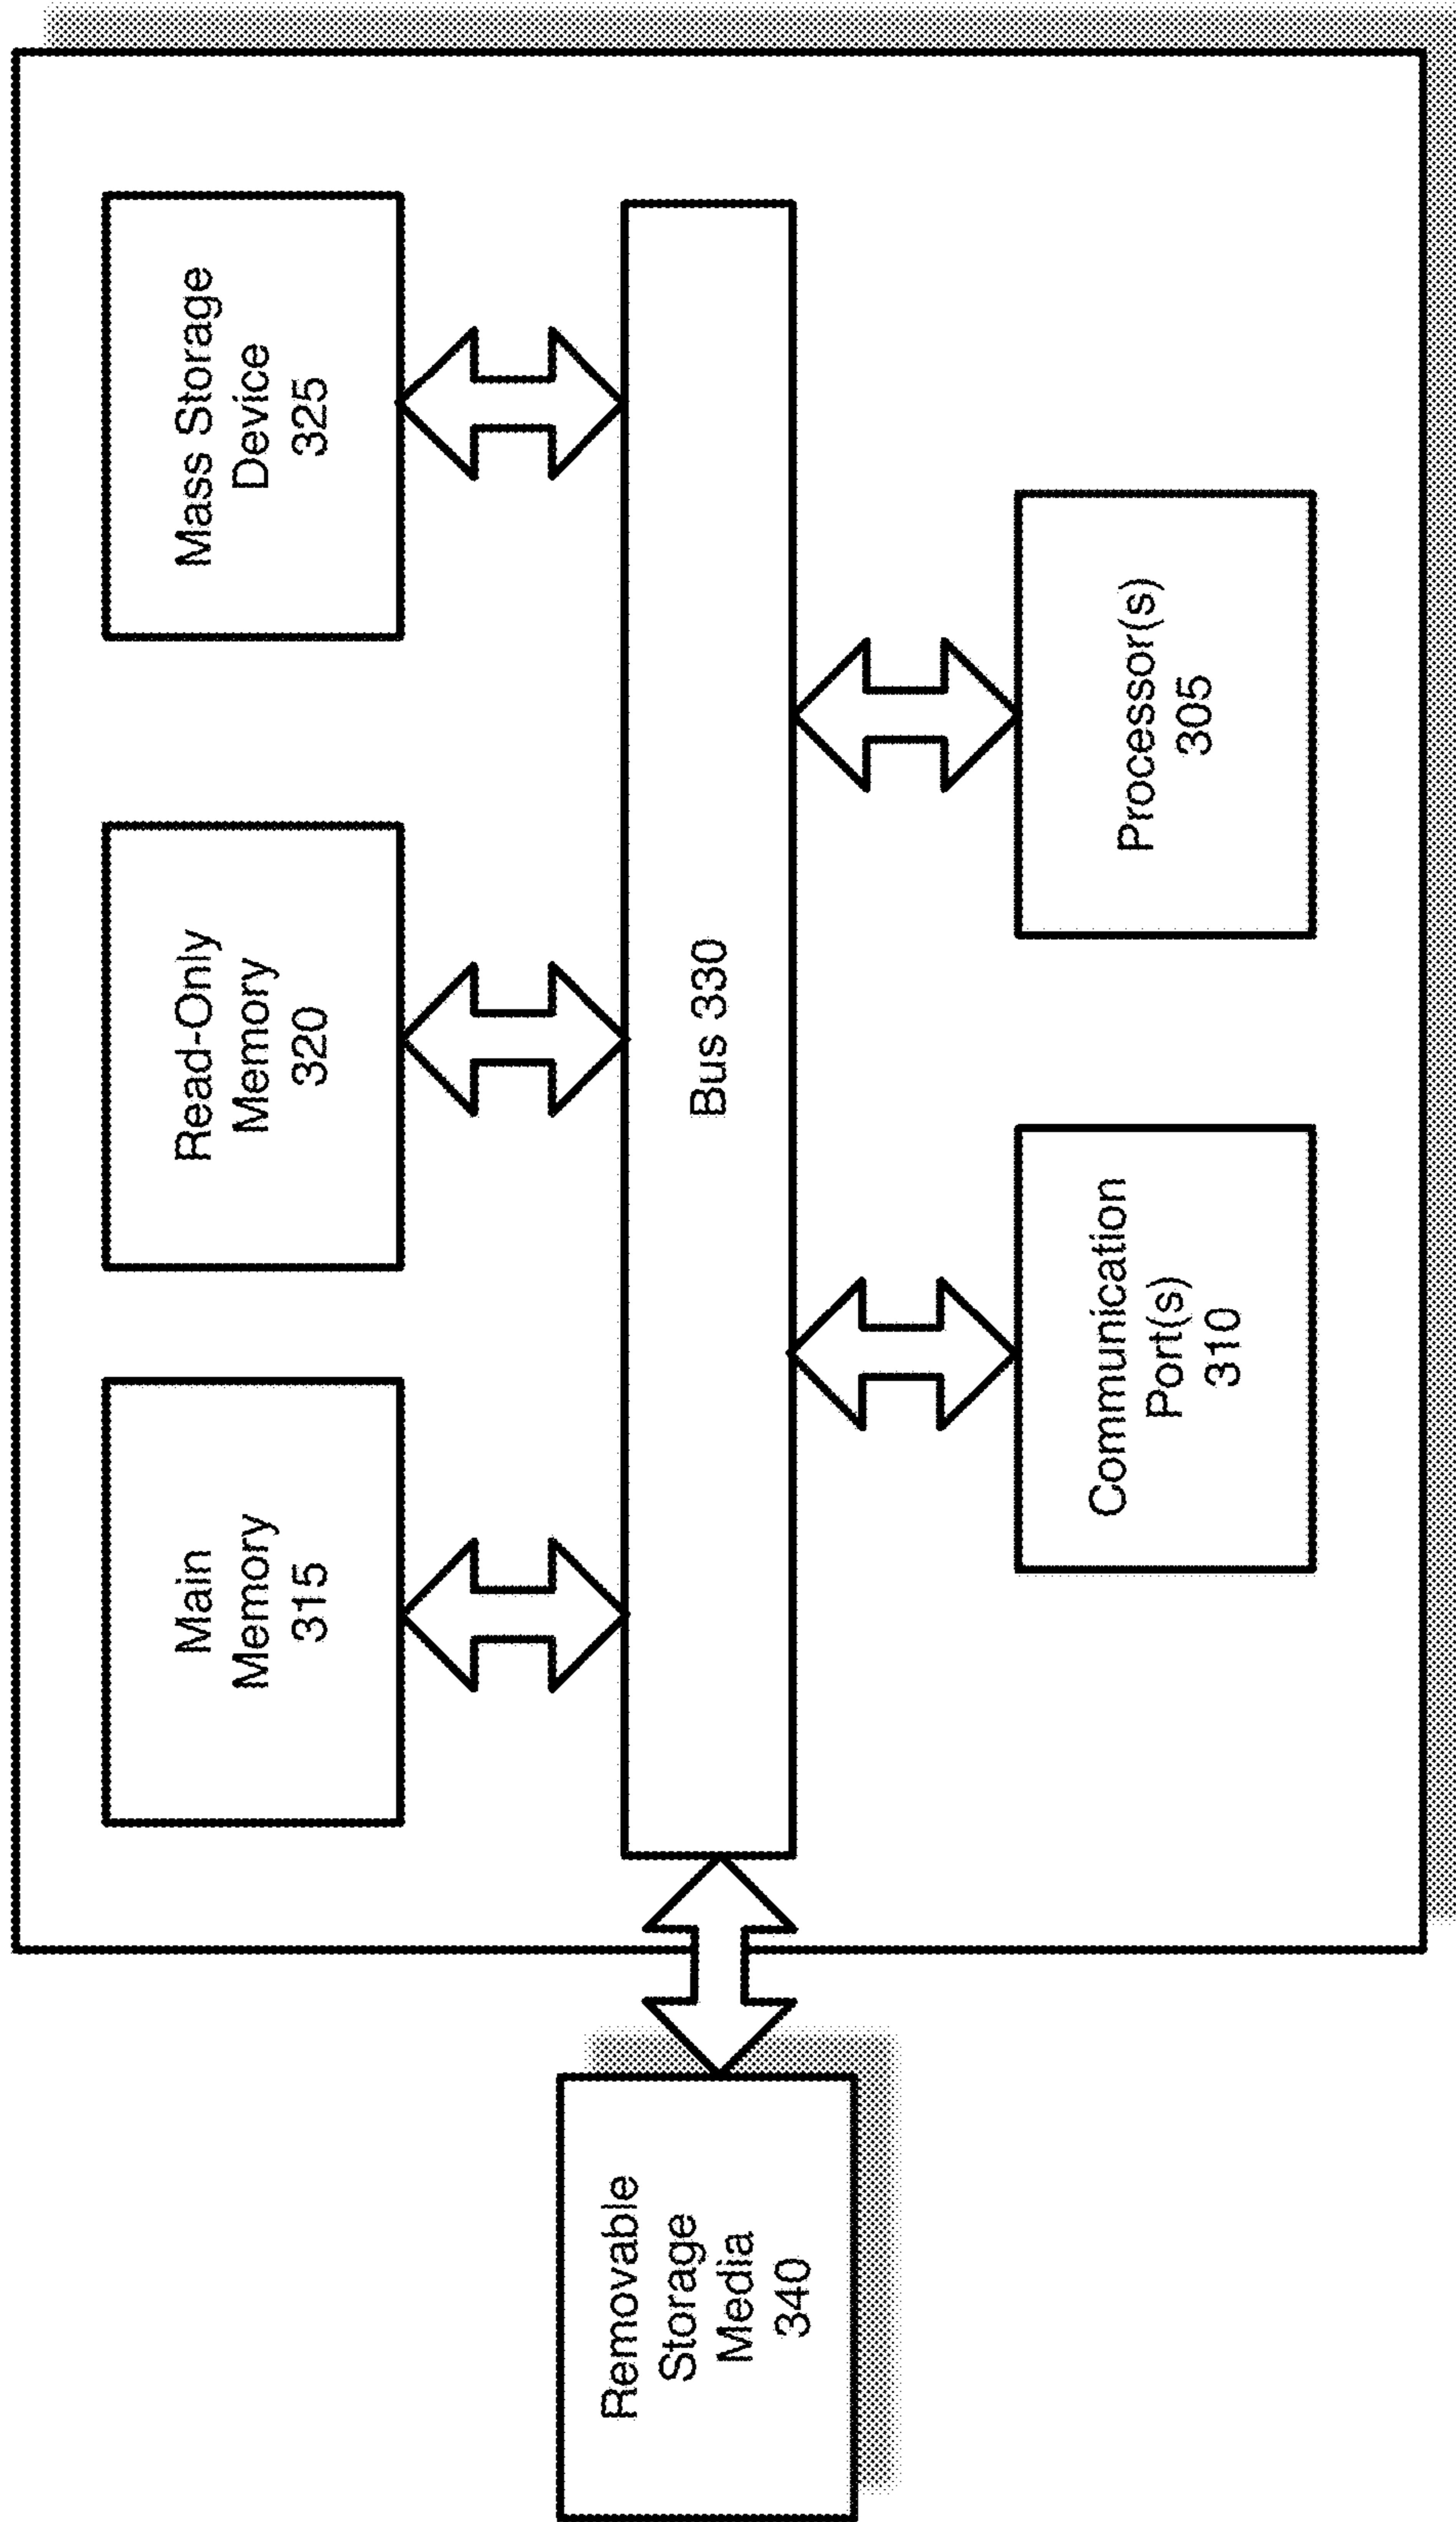 Main
Memory
315
Read-Only
Memory
320
Mass Storage
Device
325
Removable
Storage
Media
340
Bus 330
Communication
Port(s)
310
Processor(s)
305